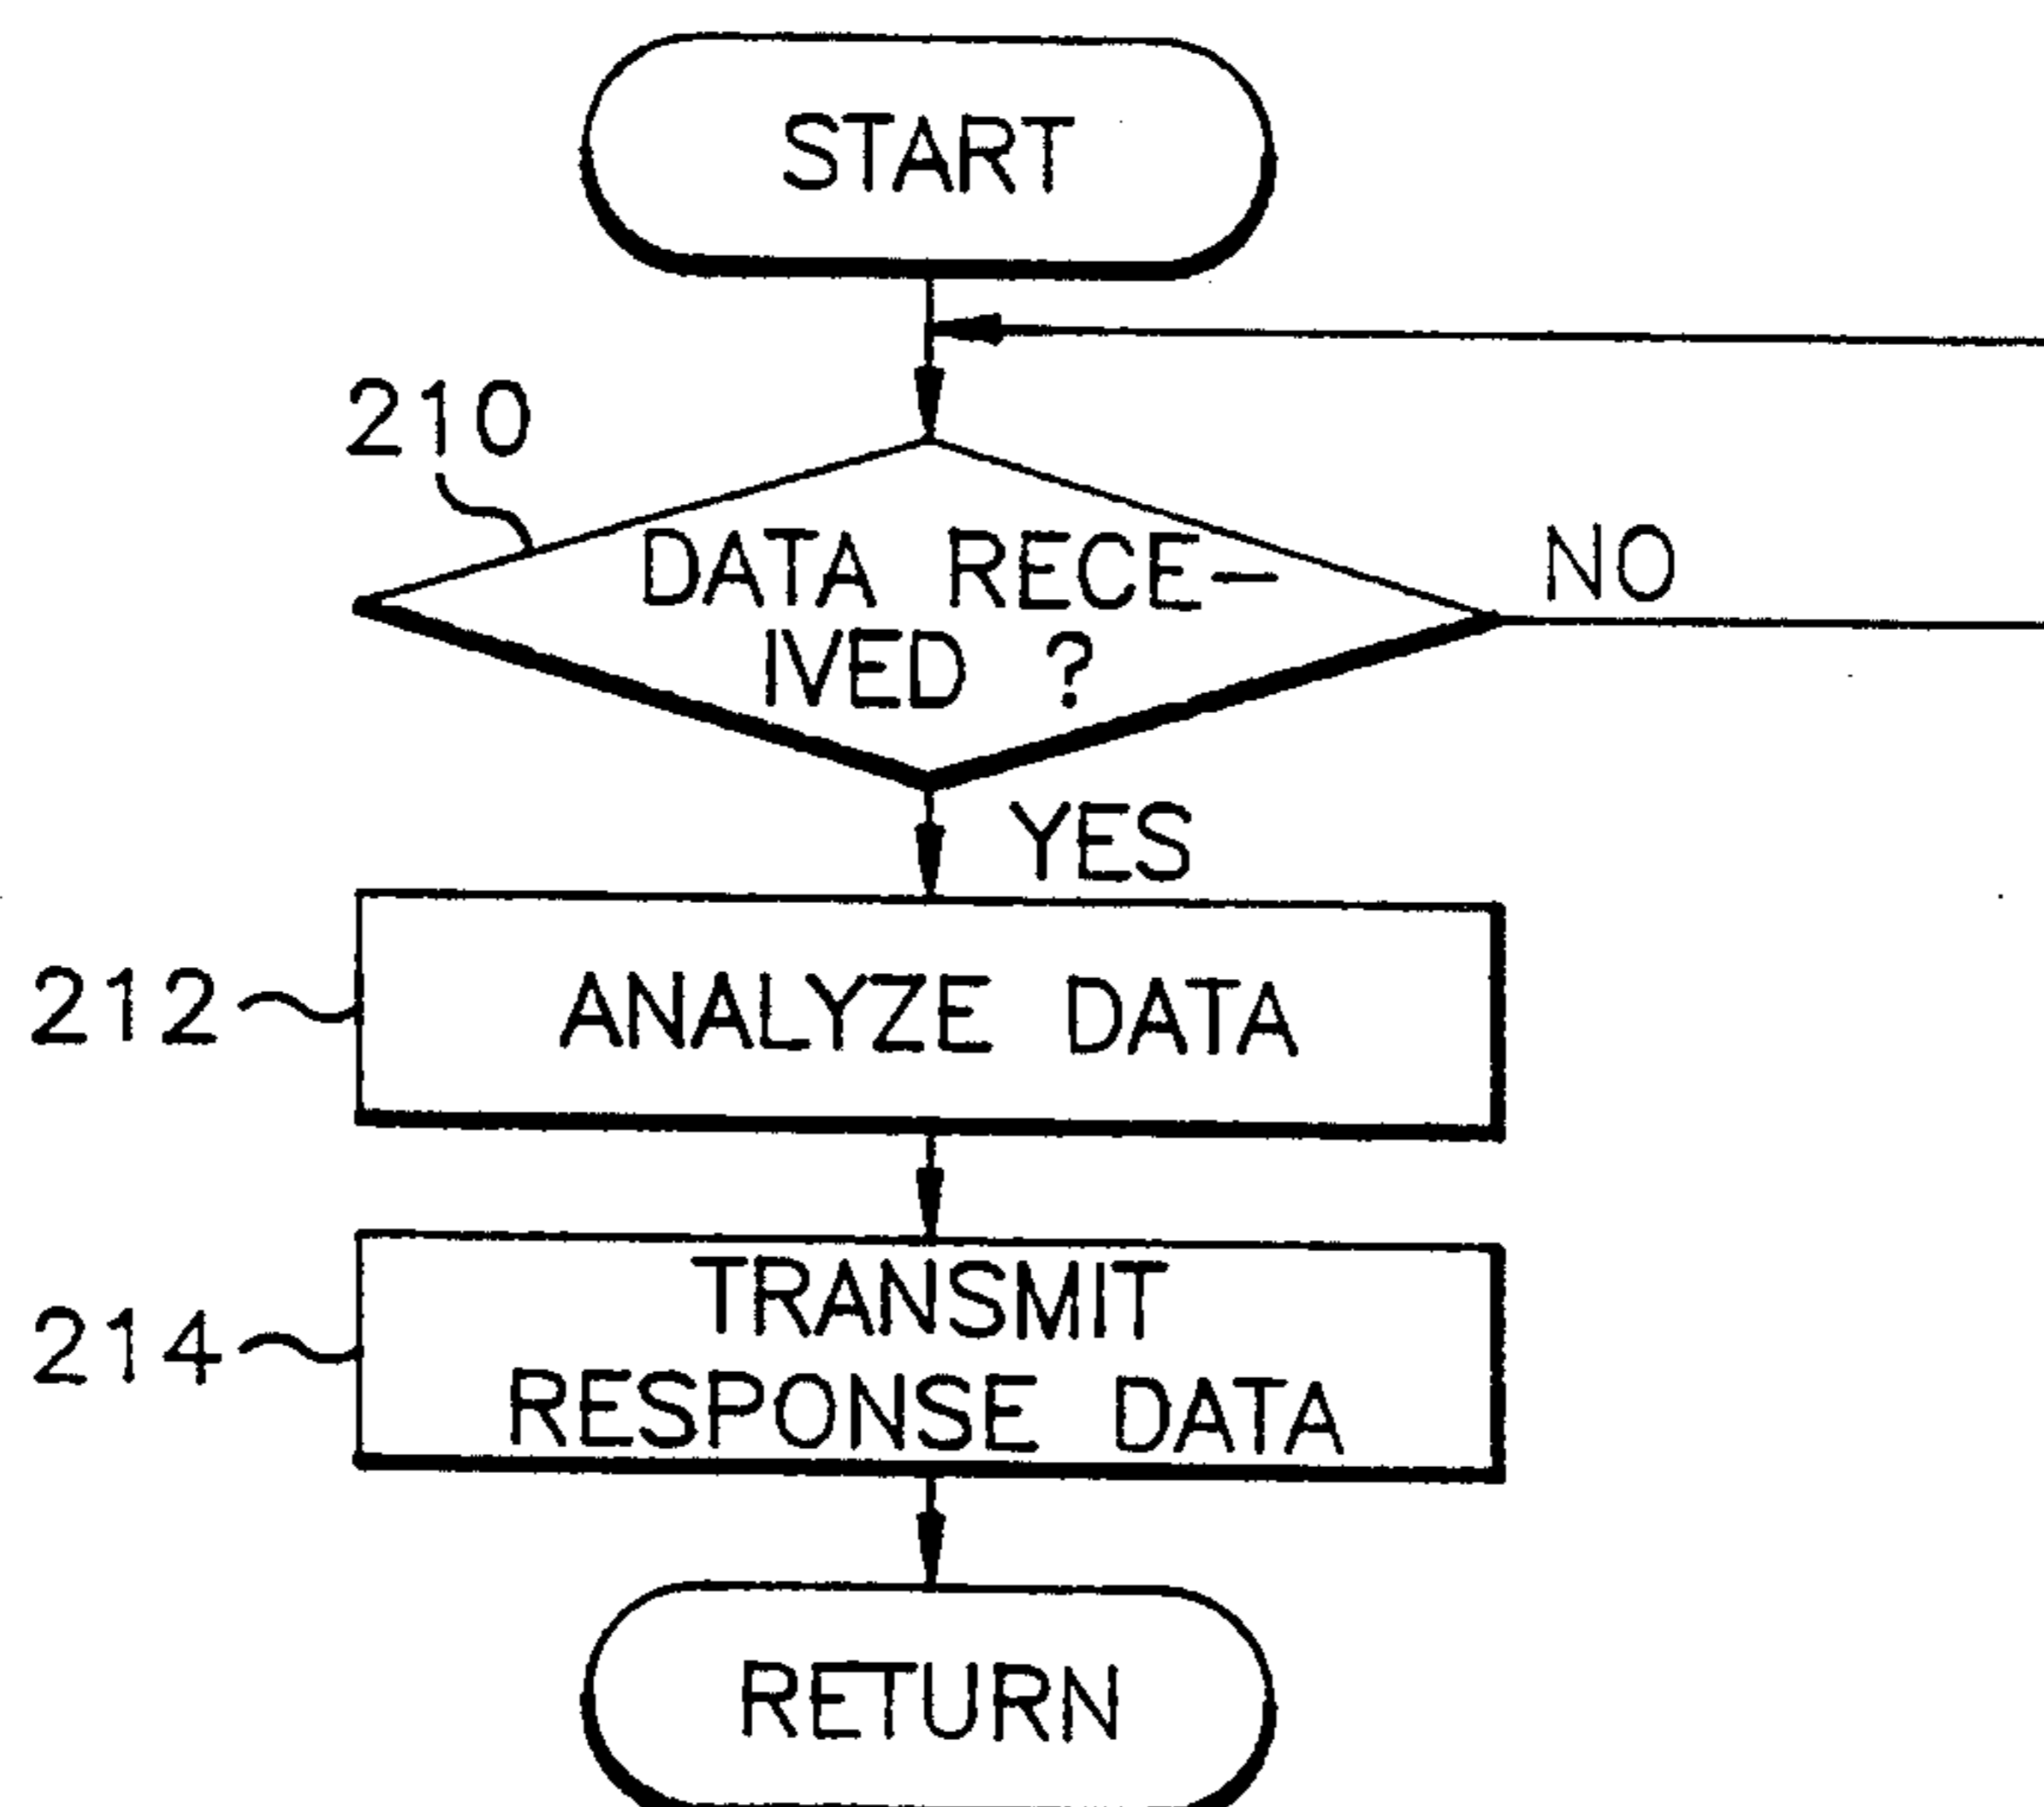 START
210
DATA RECE-
IVED ?
NO
YES
212
ANALYZE DATA
214
TRANSMIT
RESPONSE DATA
RETURN